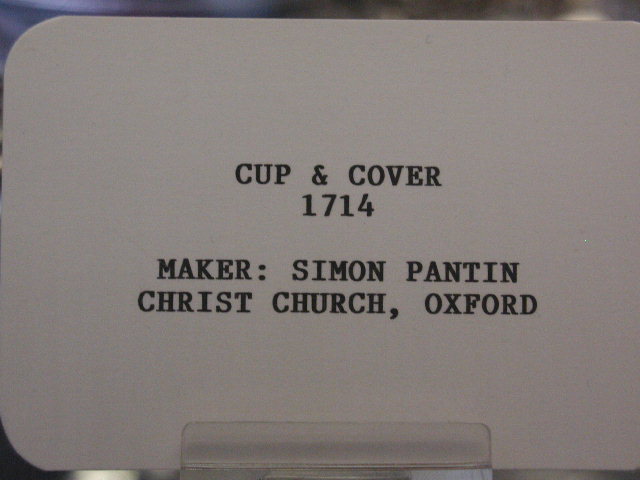 CUP & COVER
1714
MAKER: SIMON PANTIN
CHRIST CHURCH, OXFORD